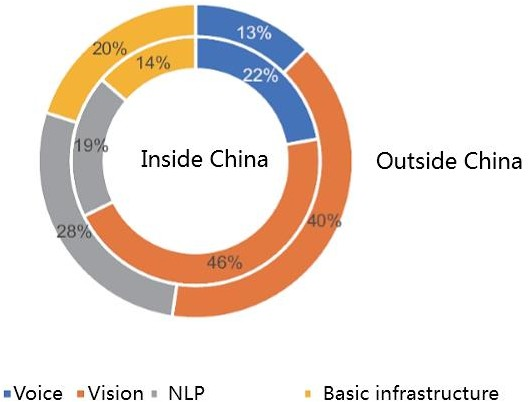 20%
13%
14%
22%
19%
Inside China
Outside China
28%
40%
46%
Voice Vision NLP Basic infrastructure